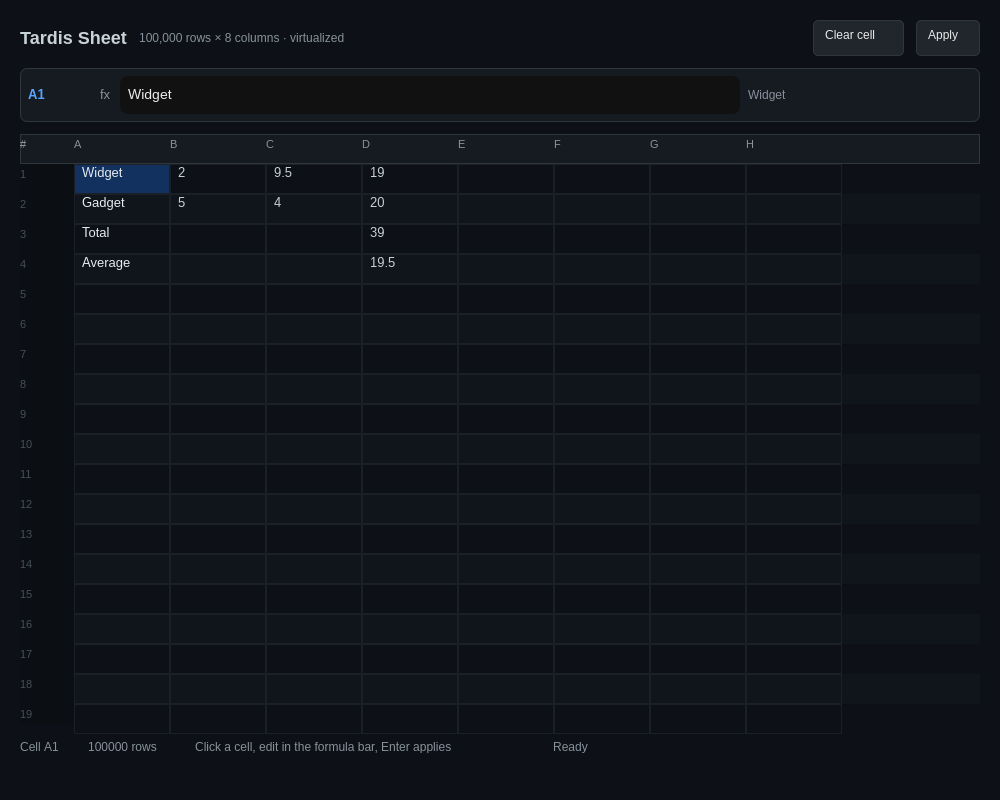 Tardis Sheet 100,000 rows × 8 columns · virtualized Clear cell Apply
A1 fx Widget Widget
# A B C D E F G H
1 Widget 2 9.5 19
2 Gadget 5 4 20
3 Total 39
4 Average 19.5
5
6
7
8
9
10
11
12
13
14
15
16
17
18
19
Cell A1 100000 rows Click a cell, edit in the formula bar, Enter applies Ready